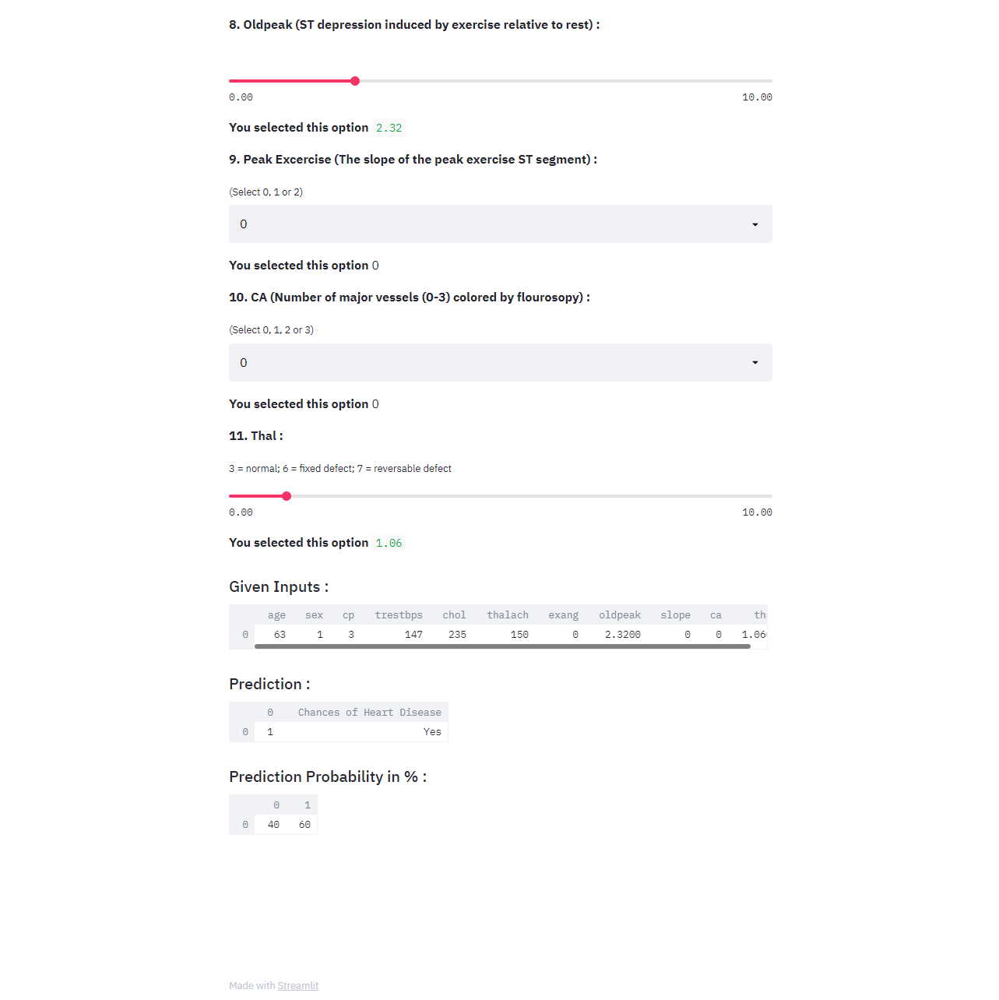 8. Oldpeak (ST depression induced by exercise relative to rest) :
0.00 10.00
You selected this option 2.32
9. Peak Excercise (The slope of the peak exercise ST segment) :
(Select 0, 1 or 2)
0
You selected this option 0
10. CA (Number of major vessels (0-3) colored by flourosopy) :
(Select 0, 1, 2 or 3)
0
You selected this option 0
11. Thal :
3 = normal; 6 = fixed defect; 7 = reversable defect
0.00 10.00
You selected this option 1.06
Given Inputs :
age sex cp trestbps chol thalach exang oldpeak slope ca
0 63 1 3 147 235 150 0 2.3200 0 0
Prediction :
0 Chances of Heart Disease
0 1 Yes
Prediction Probability in % :
0 1
0 40 60
Made with Streamlit